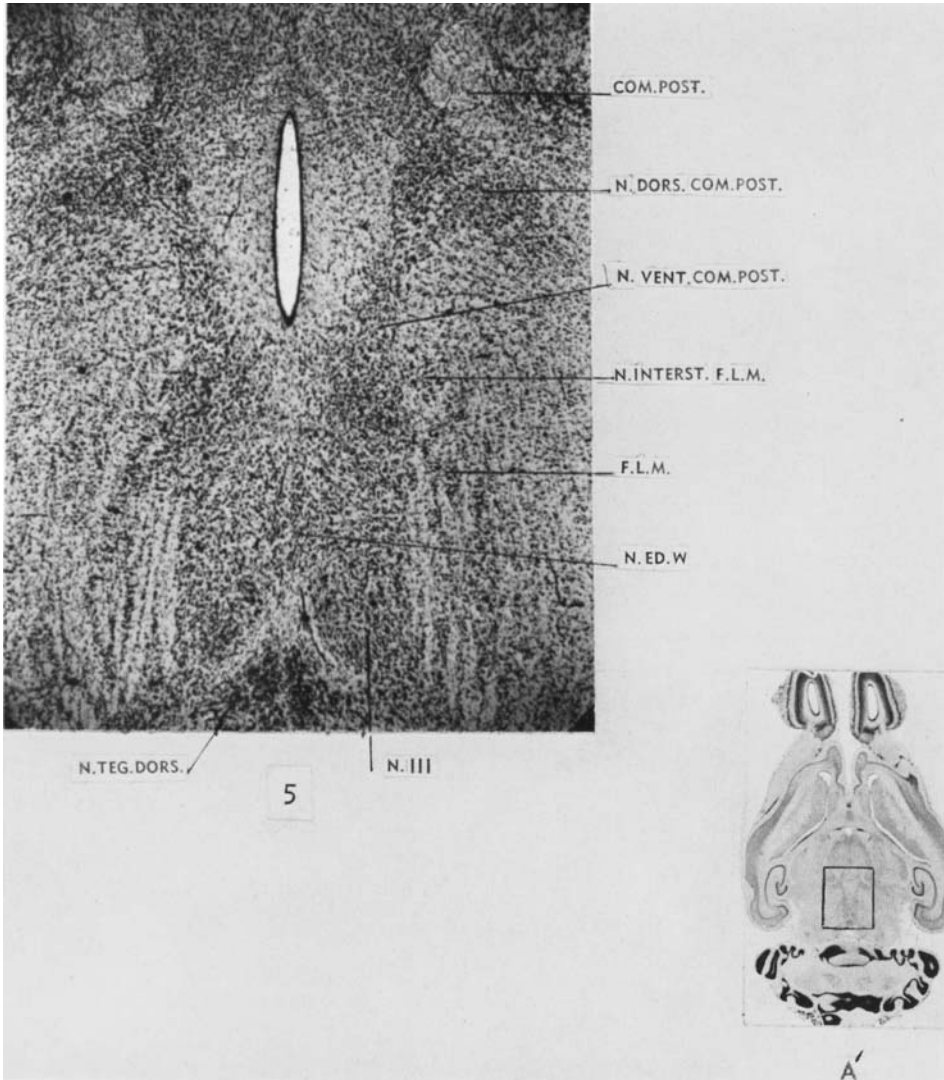 COM.POST.
N. DORS. COM.POST.
N. VENT. COM.POST.
N.INTERST. F.L.M.
F.L.M.
N.ED.W
N.TEG.DORS.
N.III
5
A′